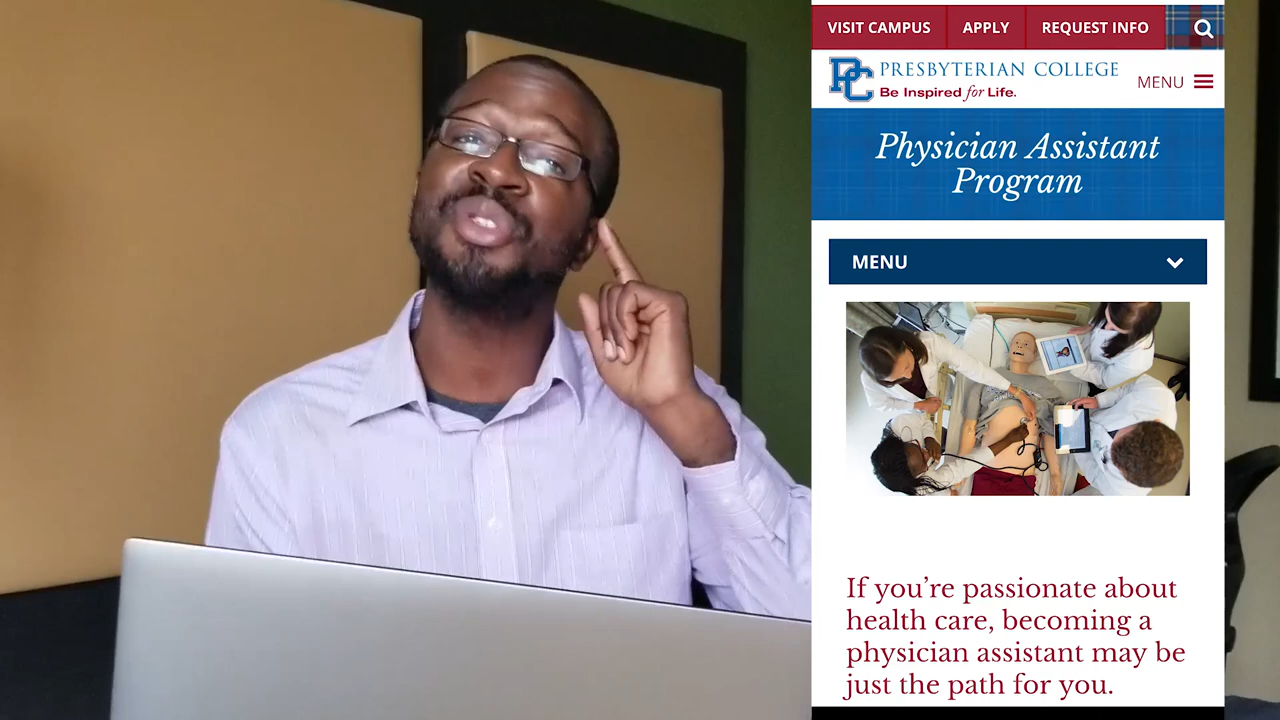 VISIT CAMPUS APPLY REQUEST INFO
PC PRESBYTERIAN COLLEGE
Be Inspired for Life.
MENU
Physician Assistant
Program
MENU
If you’re passionate about
health care, becoming a
physician assistant may be
just the path for you.